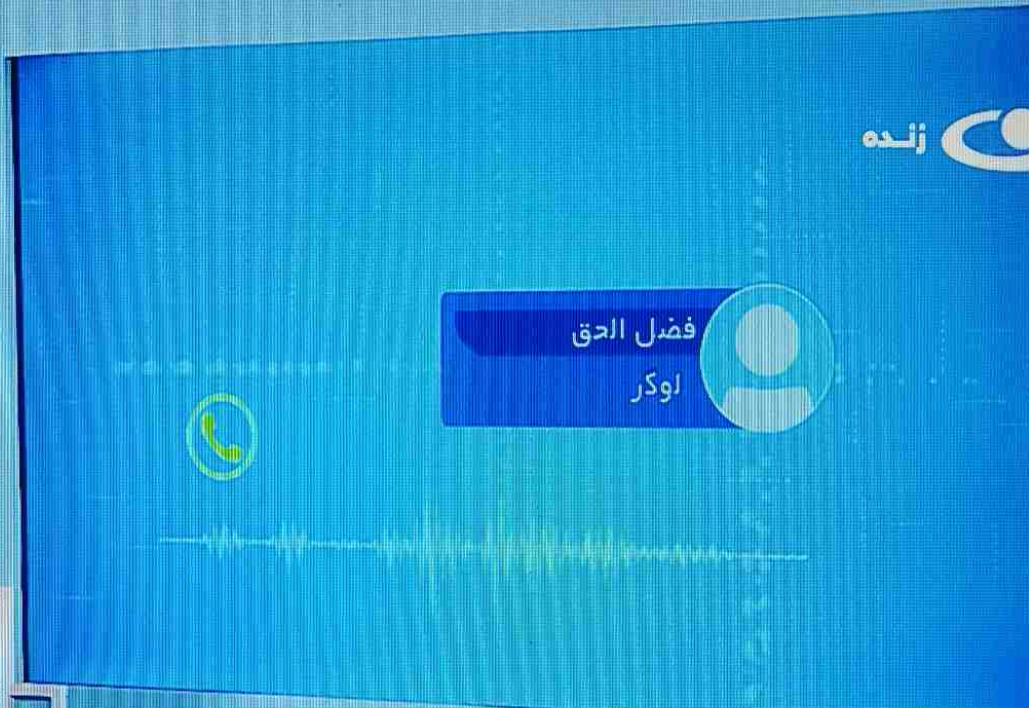 زنده
فضل الحق
لوکر